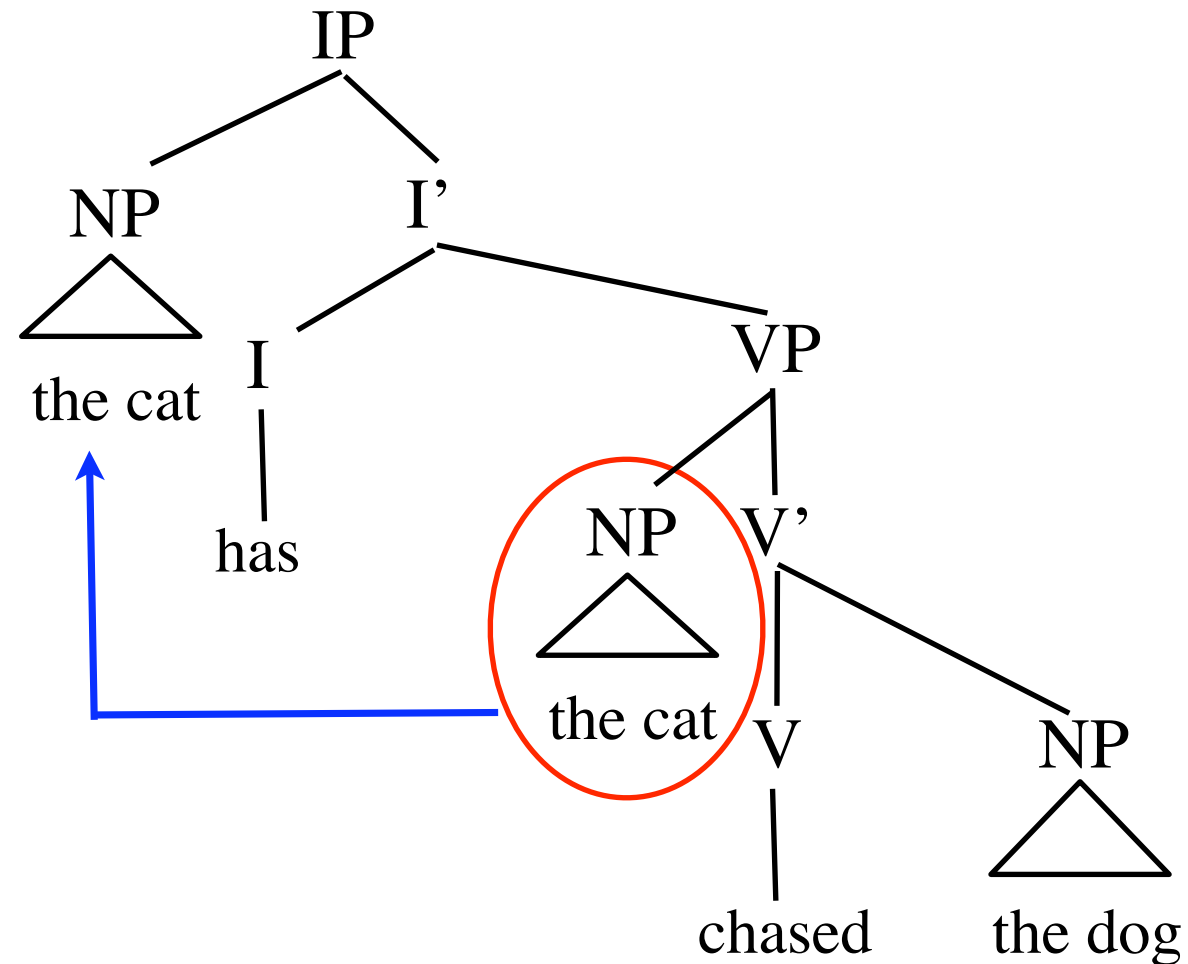 IP
NP
I’
the cat
I
VP
has
NP
V’
the cat
V
NP
chased
the dog